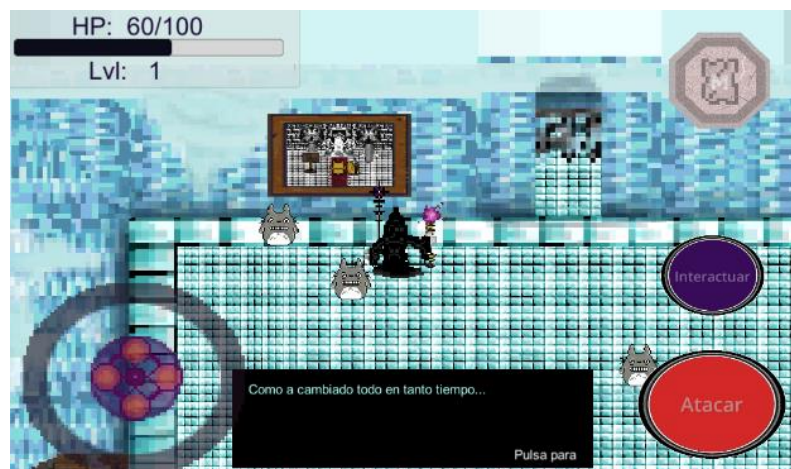 HP: 60/100
Lvl: 1
M
Interactuar
Como a cambiado todo en tanto tiempo...
Atacar
Pulsa para